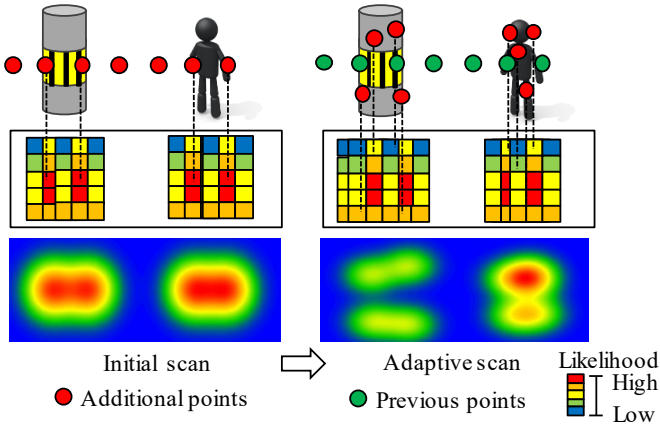 Initial scan
Adaptive scan
Likelihood
High
Low
Additional points
Previous points